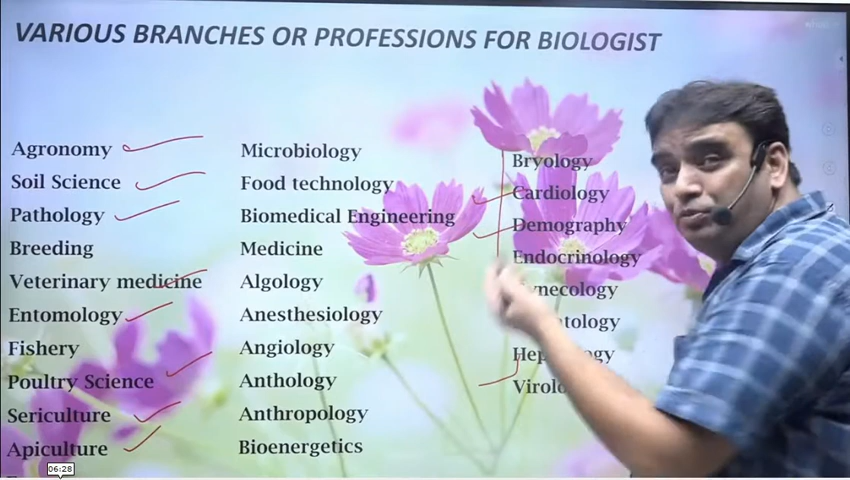 VARIOUS BRANCHES OR PROFESSIONS FOR BIOLOGIST
Agronomy
Soil Science
Pathology
Breeding
Veterinary medicine
Entomology
Fishery
Poultry Science
Sericulture
Apiculture
Microbiology
Food technology
Biomedical Engineering
Medicine
Algology
Anesthesiology
Angiology
Anthology
Anthropology
Bioenergetics
Bryology
Cardiology
Demography
Endocrinology
06:28